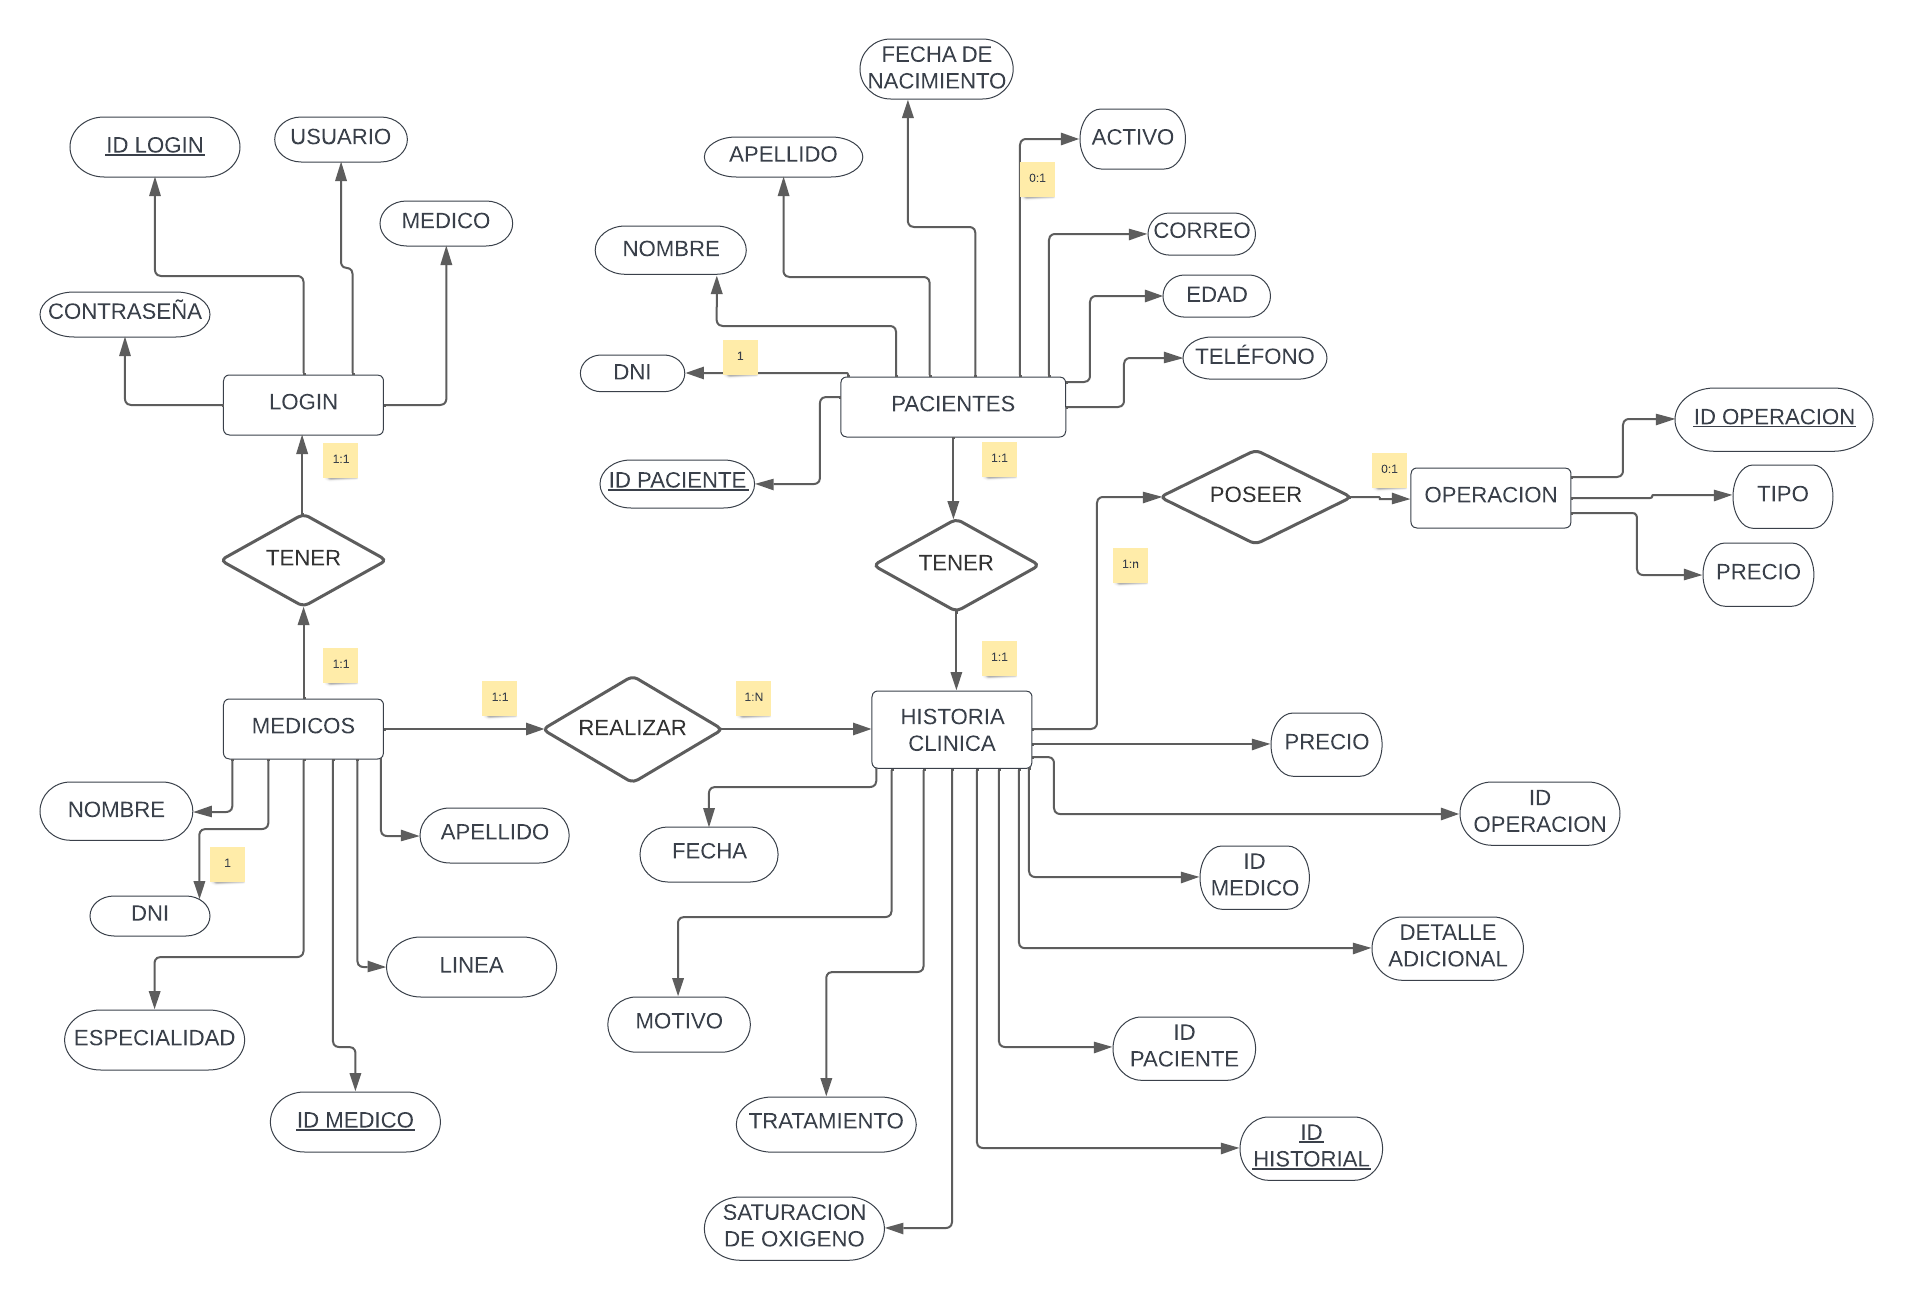 FECHA DE
NACIMIENTO
ID LOGIN
USUARIO
ACTIVO
APELLIDO
0:1
MEDICO
CORREO
NOMBRE
EDAD
CONTRASEÑA
TELÉFONO
1
DNI
LOGIN
PACIENTES
ID OPERACION
1:1
1:1
0:1
ID PACIENTE
POSEER
OPERACION
TIPO
TENER
TENER
1:n
PRECIO
1:1
1:1
1:1
1:N
MEDICOS
REALIZAR
HISTORIA
CLINICA
PRECIO
NOMBRE
APELLIDO
ID
OPERACION
FECHA
1
ID
MEDICO
DNI
DETALLE
ADICIONAL
LINEA
MOTIVO
ESPECIALIDAD
ID
PACIENTE
ID MEDICO
TRATAMIENTO
ID
HISTORIAL
SATURACION
DE OXIGENO